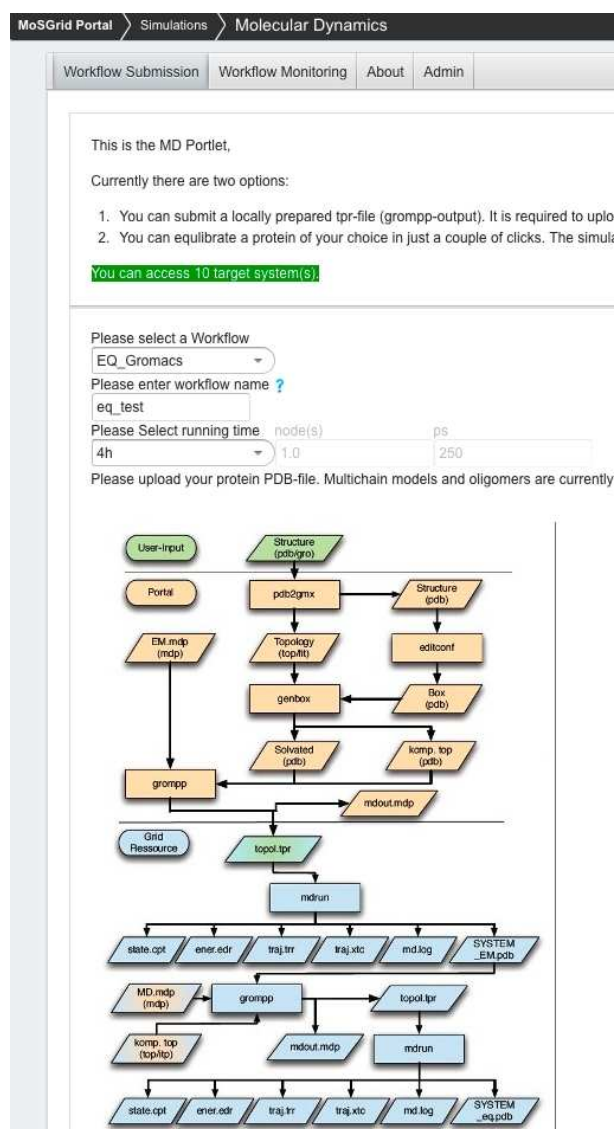 MoSGrid Portal Simulations Molecular Dynamics
Workflow Submission Workflow Monitoring About Admin
This is the MD Portlet,
Currently there are two options:
1. You can submit a locally prepared tpr-file (grompp-output). It is required to uplo
2. You can equlibrate a protein of your choice in just a couple of clicks. The simula
You can access 10 target system(s).
Please select a Workflow
EQ_Gromacs
Please enter workflow name ?
eq_test
Please Select running time node(s) ps
4h 1.0 250
Please upload your protein PDB-file. Multichain models and oligomers are currently
User-Input
Structure
(pdb/gro)
Portal
pdb2gmx
Structure
(pdb)
EM.mdp
(mdp)
Topology
(top/tit)
editconf
genbox
Box
(pdb)
Solvated
(pdb)
komp. top
(pdb)
grompp
mdout.mdp
Grid
Ressource
topol.tpr
mdrun
state.cpt ener.edr traj.trr traj.xtc md.log SYSTEM
_EM.pdb
MD.mdp
(mdp)
grompp
topol.tpr
komp. top
(top/itp)
mdout.mdp
mdrun
state.cpt ener.edr traj.trr traj.xtc md.log SYSTEM
_eq.pdb